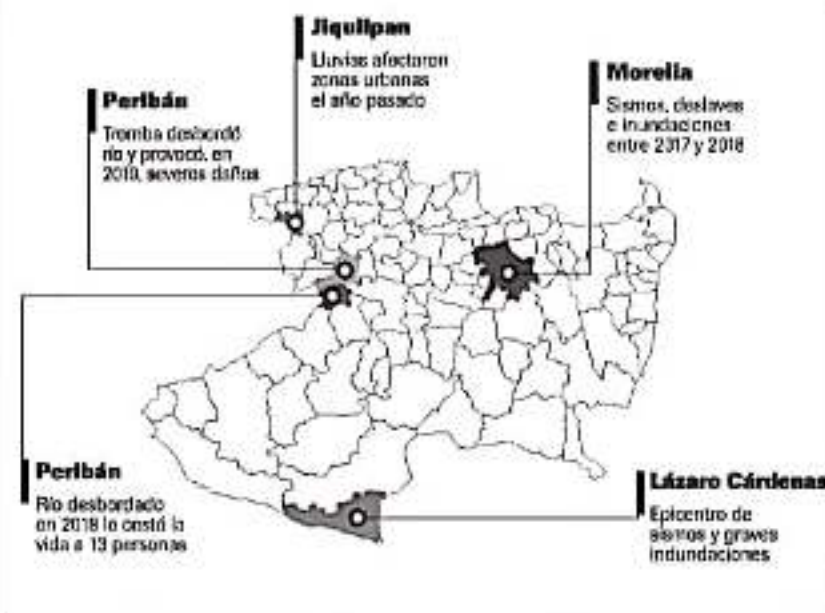 Jiquilpan
Lluvias afectaron
zonas urbanas
el año pasado
Peribán
Tromba desbordó
río y provocó, en
2019, severos daños
Morelia
Sismos, deslaves
e inundaciones
entre 2017 y 2018
Peribán
Río desbordado
en 2018 le costó la
vida a 13 personas
Lázaro Cárdenas
Epicentro de
sismos y graves
indundaciones